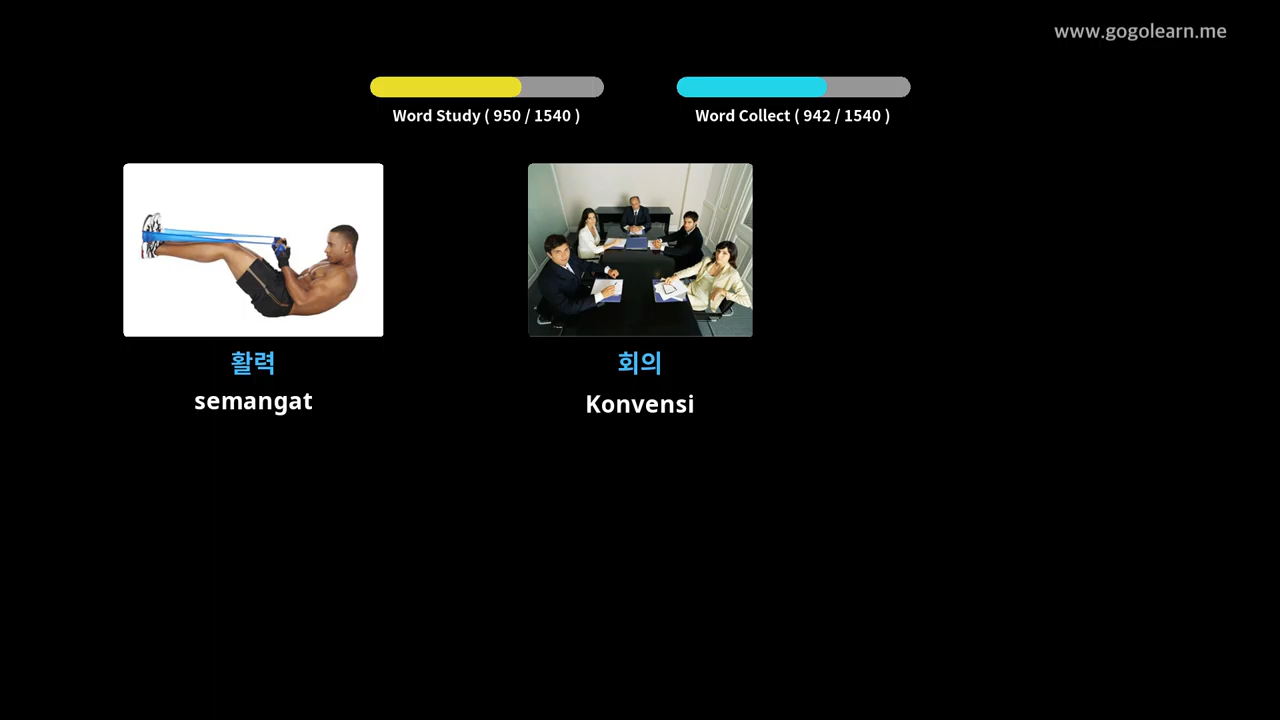 www.gogolearn.me
Word Study ( 950 / 1540 )
Word Collect ( 942 / 1540 )
활력
semangat
회의
Konvensi